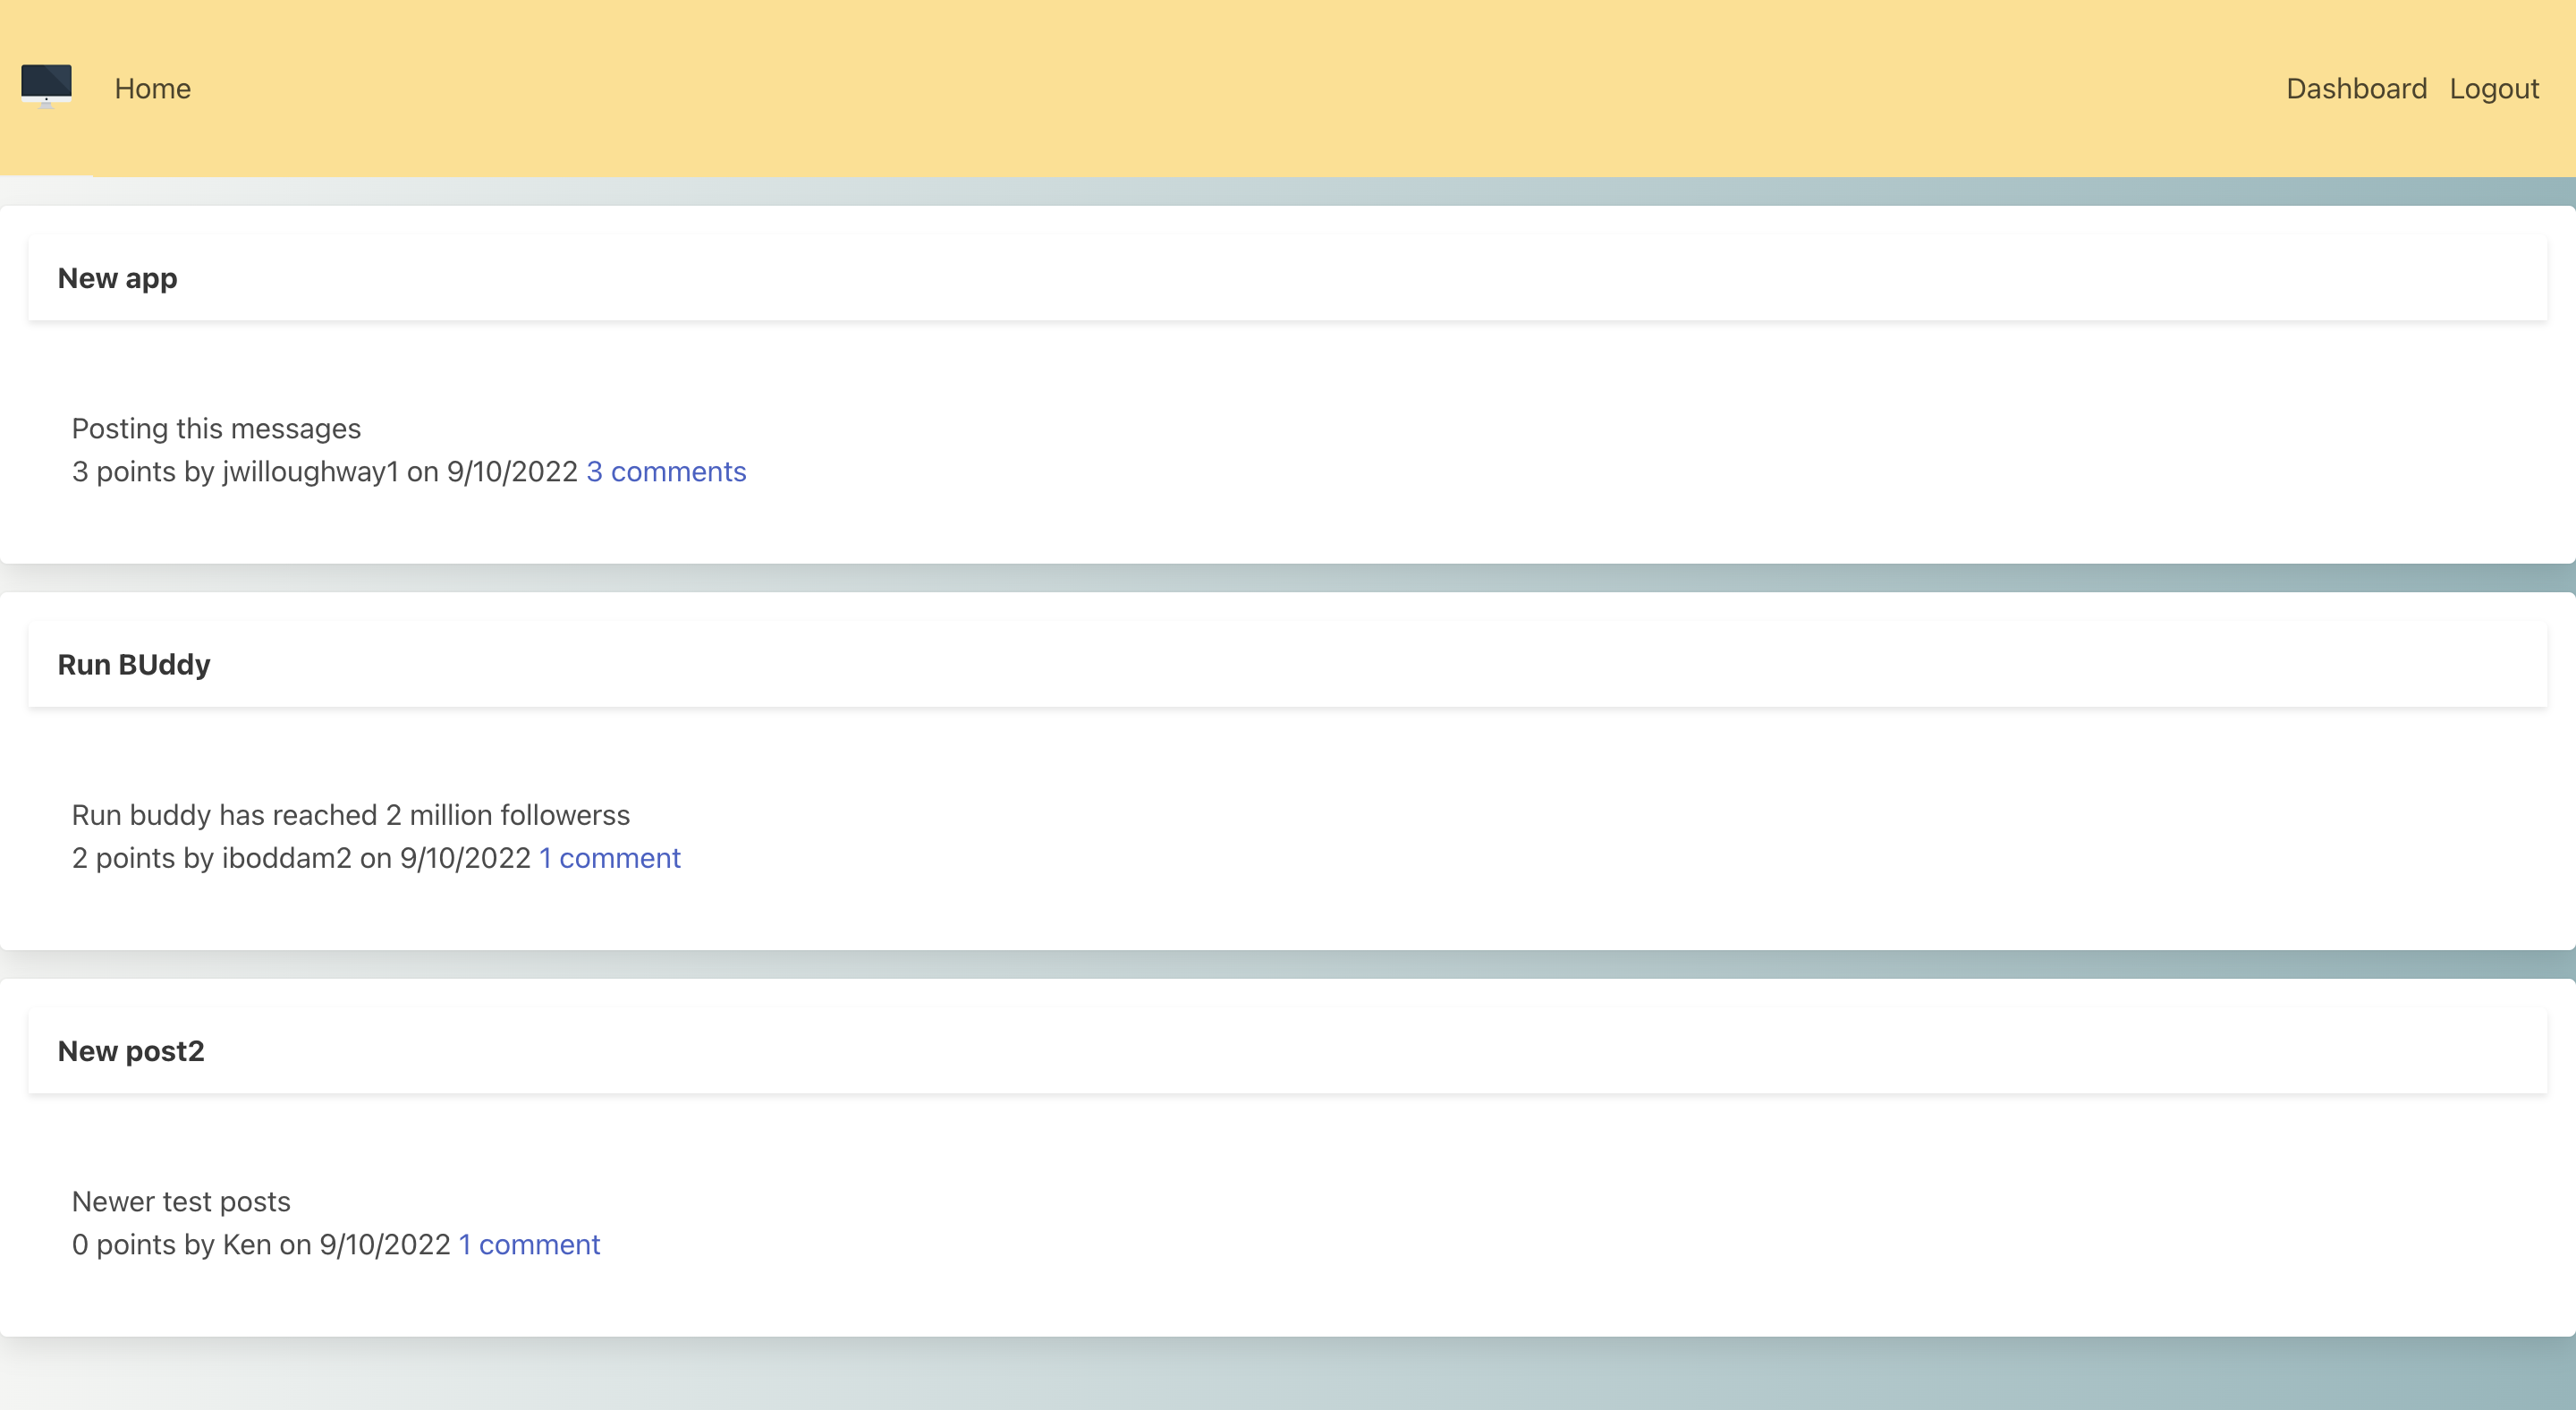 Home
Dashboard Logout
New app
Posting this messages
3 points by jwilloughway1 on 9/10/2022 3 comments
Run BUddy
Run buddy has reached 2 million followerss
2 points by iboddam2 on 9/10/2022 1 comment
New post2
Newer test posts
0 points by Ken on 9/10/2022 1 comment